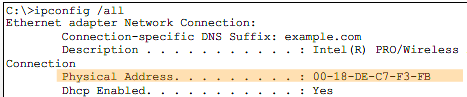 C:\>ipconfig /all
Ethernet adapter Network Connection:
Connection-specific DNS Suffix: example.com
Description . . . . . . . . . . . : Intel(R) PRO/Wireless
Connection
Physical Address. . . . . . . . . : 00-18-DE-C7-F3-FB
Dhcp Enabled. . . . . . . . . . . : Yes